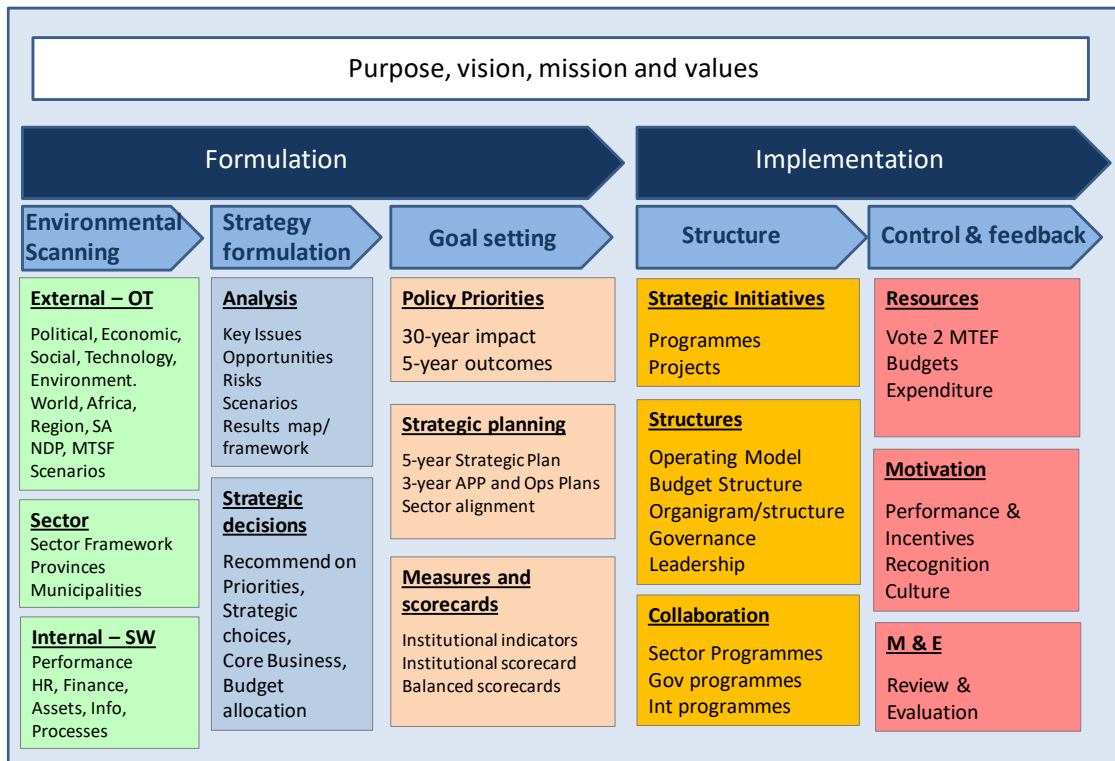 Purpose, vision, mission and values
Formulation
Implementation
Environmental
Scanning
Strategy
formulation
Goal setting
Structure
Control & feedback
External – OT
Political, Economic,
Social, Technology,
Environment.
World, Africa,
Region, SA
NDP, MTSF
Scenarios
Sector
Sector Framework
Provinces
Municipalities
Internal – SW
Performance
HR, Finance,
Assets, Info,
Processes
Analysis
Key Issues
Opportunities
Risks
Scenarios
Results map/
framework
Strategic
decisions
Recommend on
Priorities,
Strategic
choices,
Core Business,
Budget
allocation
Policy Priorities
30-year impact
5-year outcomes
Strategic planning
5-year Strategic Plan
3-year APP and Ops Plans
Sector alignment
Measures and
scorecards
Institutional indicators
Institutional scorecard
Balanced scorecards
Strategic Initiatives
Programmes
Projects
Structures
Operating Model
Budget Structure
Organigram/structure
Governance
Leadership
Collaboration
Sector Programmes
Gov programmes
Int programmes
Resources
Vote 2 MTEF
Budgets
Expenditure
Motivation
Performance &
Incentives
Recognition
Culture
M & E
Review &
Evaluation